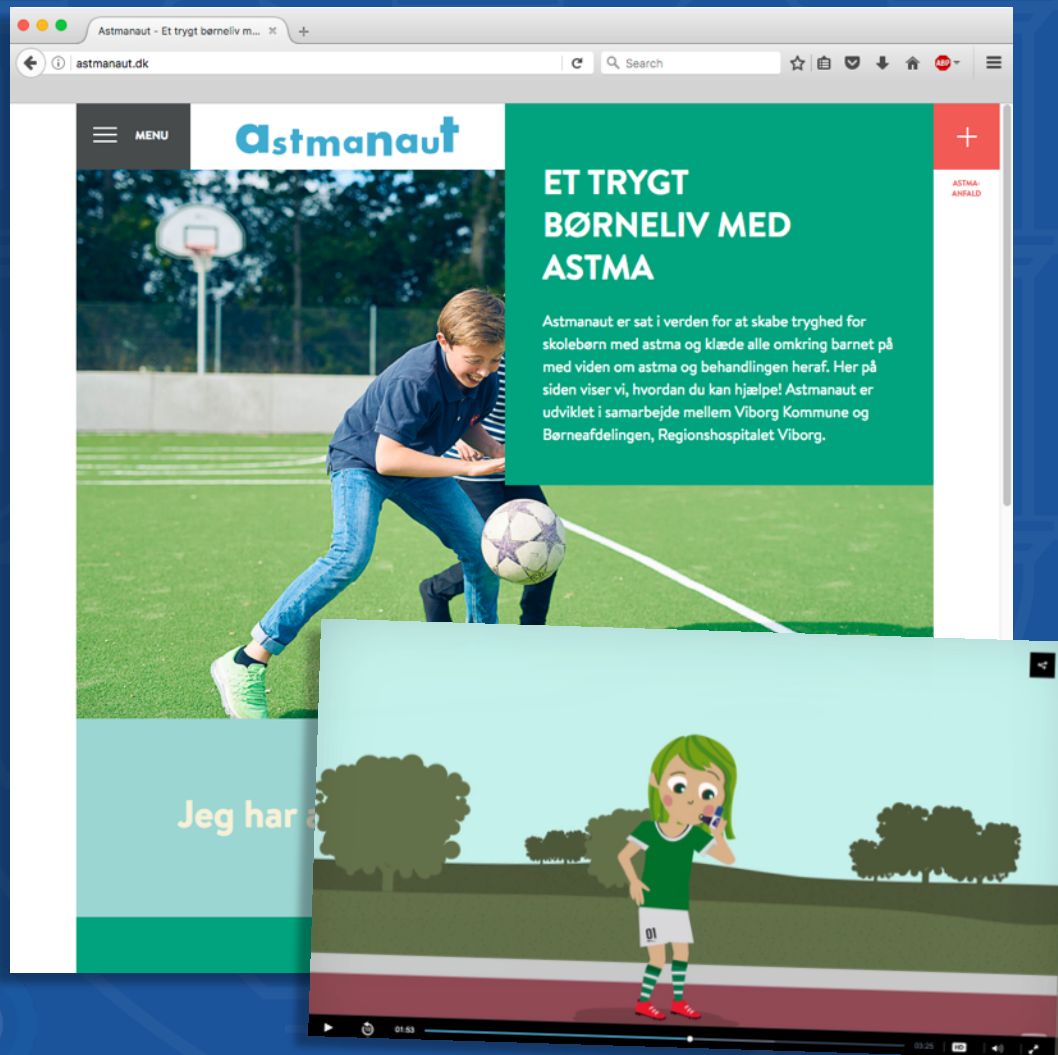 Astmanaut - Et trygt børneliv m...
astmanaut.dk
Search
ABP
MENU
astmanaut
ET TRYGT
BØRNELIV MED
ASTMA
Astmanaut er sat i verden for at skabe tryghed for
skolebørn med astma og klæde alle omkring barnet på
med viden om astma og behandlingen heraf. Her på
siden viser vi, hvordan du kan hjælpe! Astmanaut er
udviklet i samarbejde mellem Viborg Kommune og
Børneafdelingen, Regionshospitalet Viborg.
ASTMA-
ANFALD
Jeg har
01
01:53
03:25
HD